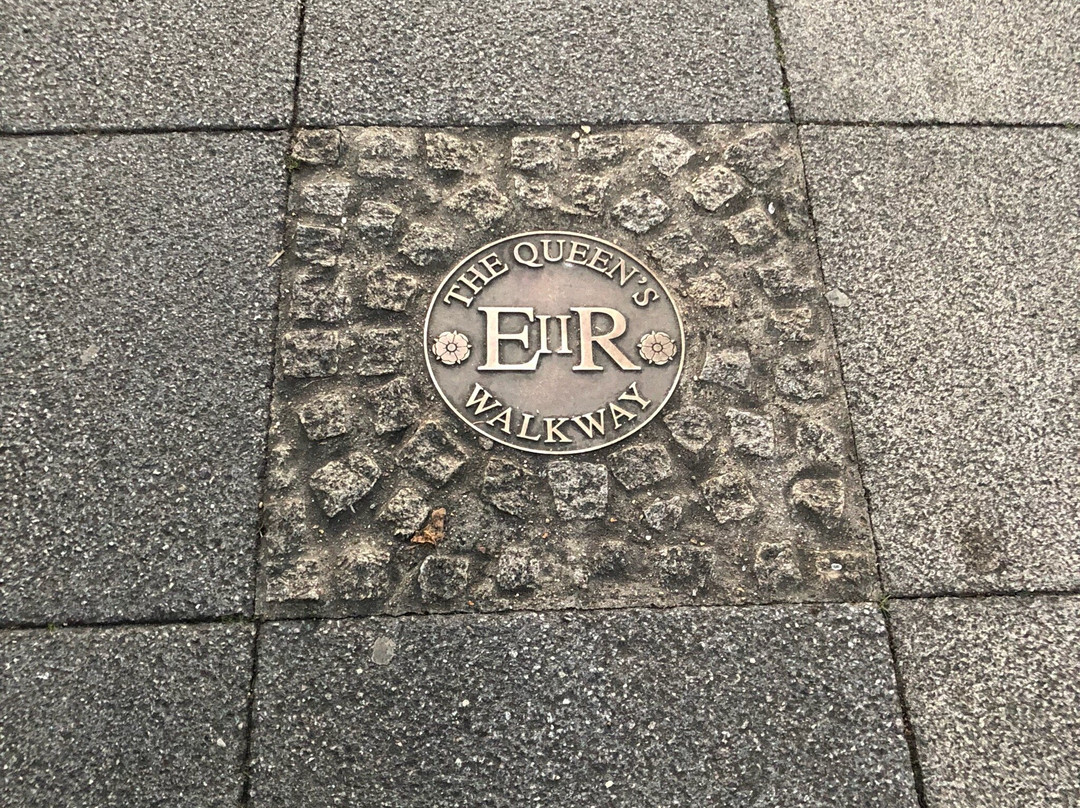 THE QUEEN'S
EIIR
WALKWAY